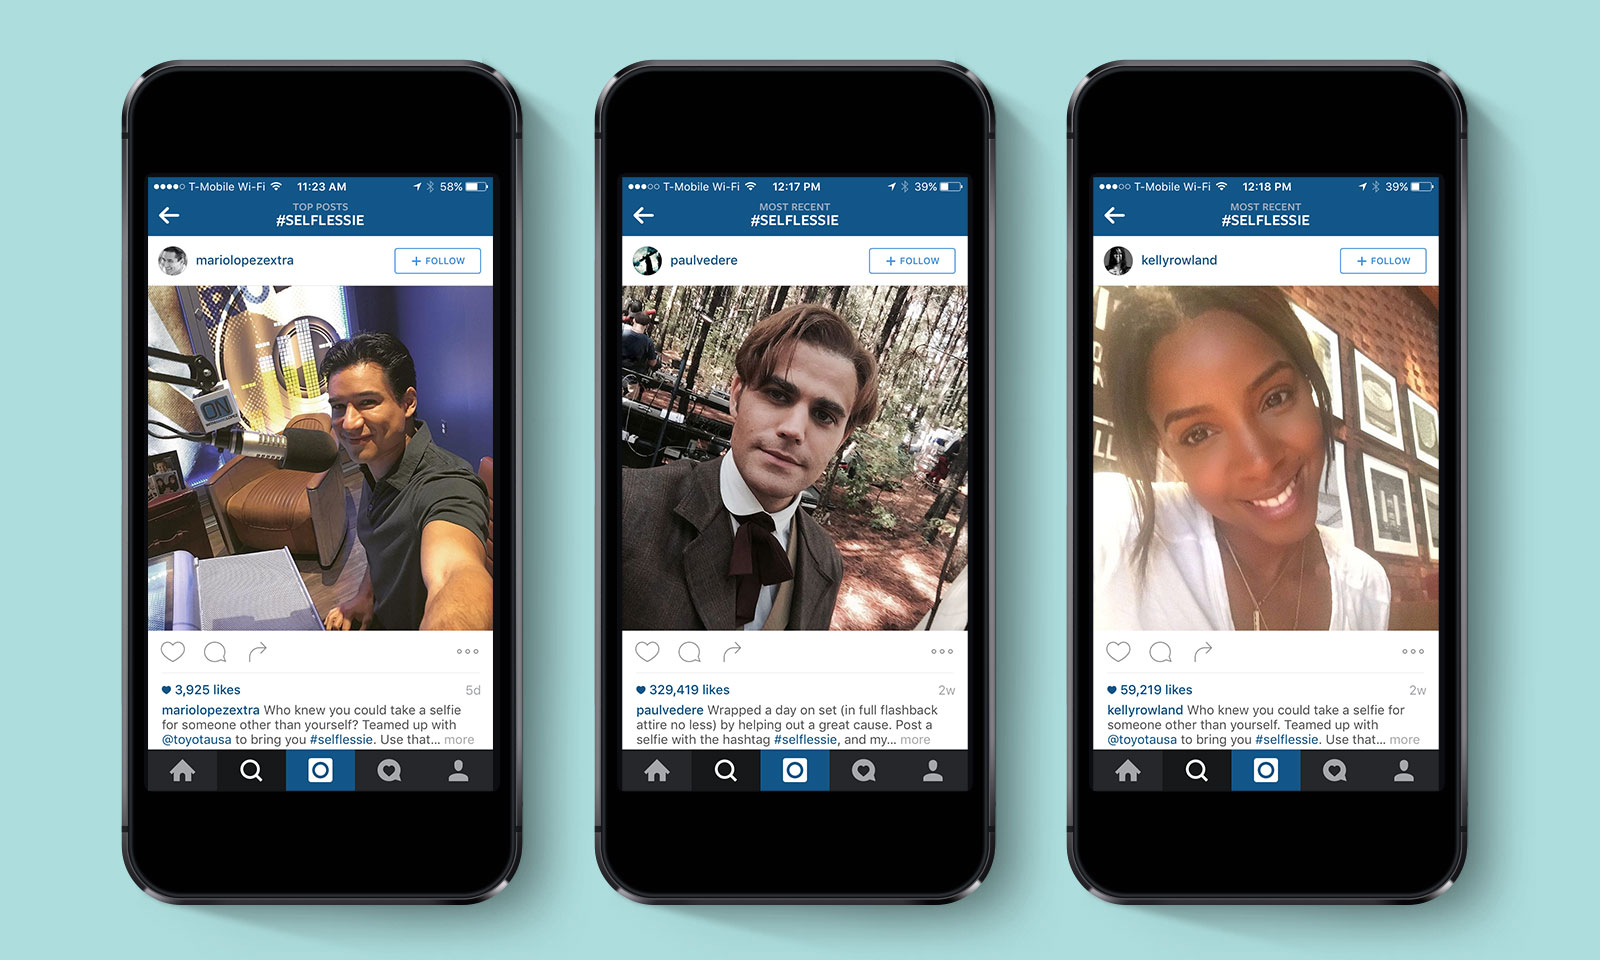 T-Mobile Wi-Fi 11:23 AM 58%
TOP POSTS
#SELFLESSIE
mariolopezextra + FOLLOW
ON
3,925 likes 5d
mariolopezextra Who knew you could take a selfie
for someone other than yourself? Teamed up with
@toyotausa to bring you #selflessie. Use that... more
T-Mobile Wi-Fi 12:17 PM 39%
MOST RECENT
#SELFLESSIE
paulvedere + FOLLOW
329,419 likes 2w
paulvedere Wrapped a day on set (in full flashback
attire no less) by helping out a great cause. Post a
selfie with the hashtag #selflessie, and my... more
T-Mobile Wi-Fi 12:18 PM 39%
MOST RECENT
#SELFLESSIE
kellyrowland + FOLLOW
59,219 likes 2w
kellyrowland Who knew you could take a selfie for
someone other than yourself. Teamed up with
@toyotausa to bring you #selflessie. Use that... more